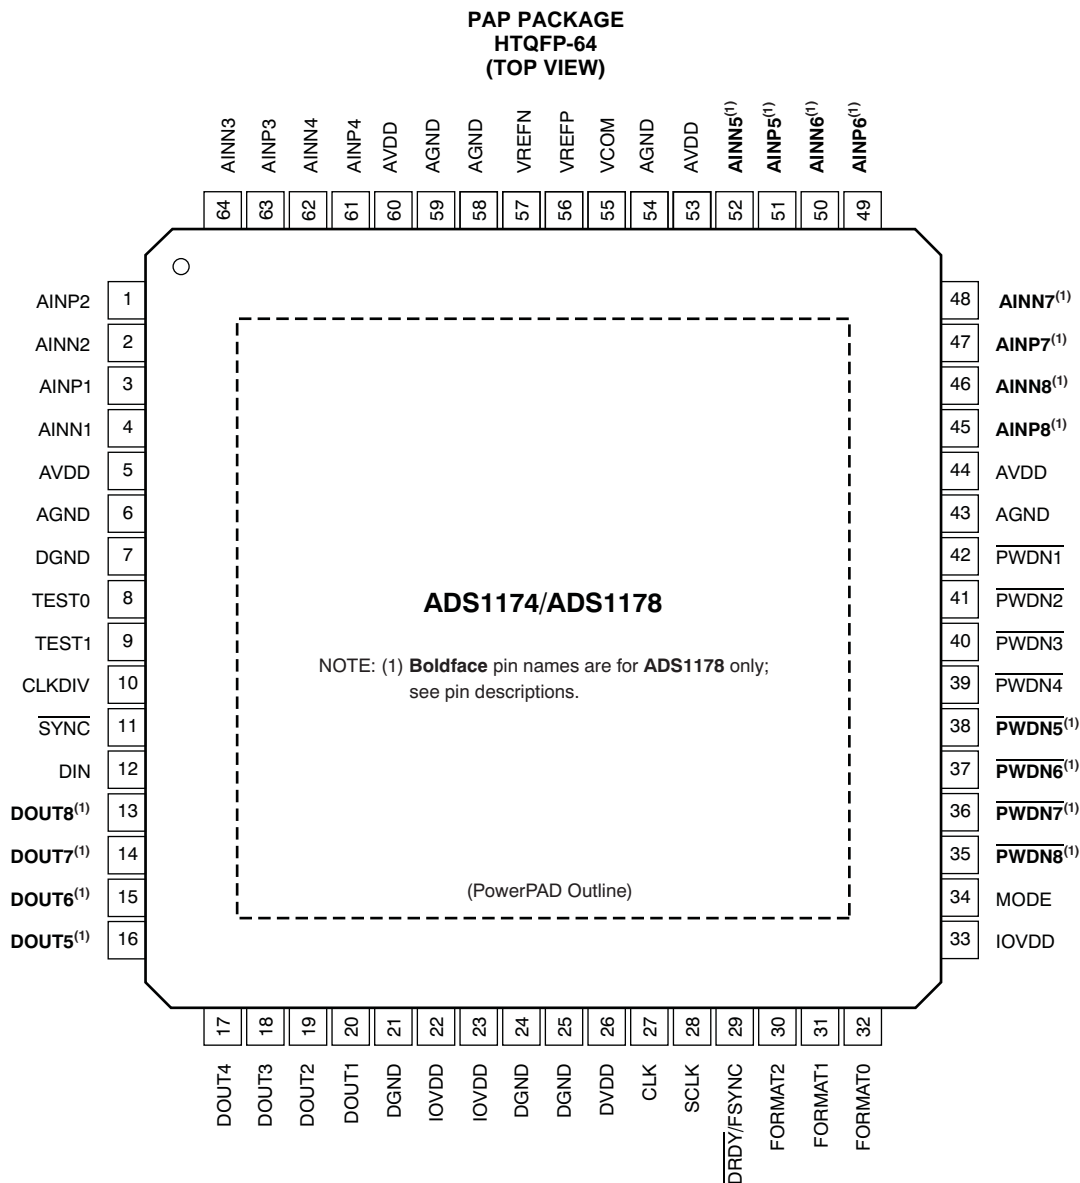 PAP PACKAGE
HTQFP-64
(TOP VIEW)
AINN3
AINP3
AINN4
AINP4
AVDD
AGND
AGND
VREFN
VREFP
VCOM
AGND
AVDD
AINN5(1)
AINP5(1)
AINN6(1)
AINP6(1)
64
63
62
61
60
59
58
57
56
55
54
53
52
51
50
49
AINP2 1
AINN2 2
AINP1 3
AINN1 4
AVDD 5
AGND 6
DGND 7
TEST0 8
TEST1 9
CLKDIV 10
SYNC 11
DIN 12
DOUT8(1) 13
DOUT7(1) 14
DOUT6(1) 15
DOUT5(1) 16
ADS1174/ADS1178
NOTE: (1) Boldface pin names are for ADS1178 only;
see pin descriptions.
(PowerPAD Outline)
48 AINN7(1)
47 AINP7(1)
46 AINN8(1)
45 AINP8(1)
44 AVDD
43 AGND
42 PWDN1
41 PWDN2
40 PWDN3
39 PWDN4
38 PWDN5(1)
37 PWDN6(1)
36 PWDN7(1)
35 PWDN8(1)
34 MODE
33 IOVDD
17
18
19
20
21
22
23
24
25
26
27
28
29
30
31
32
DOUT4
DOUT3
DOUT2
DOUT1
DGND
IOVDD
IOVDD
DGND
DGND
DVDD
CLK
SCLK
DRDY/FSYNC
FORMAT2
FORMAT1
FORMAT0